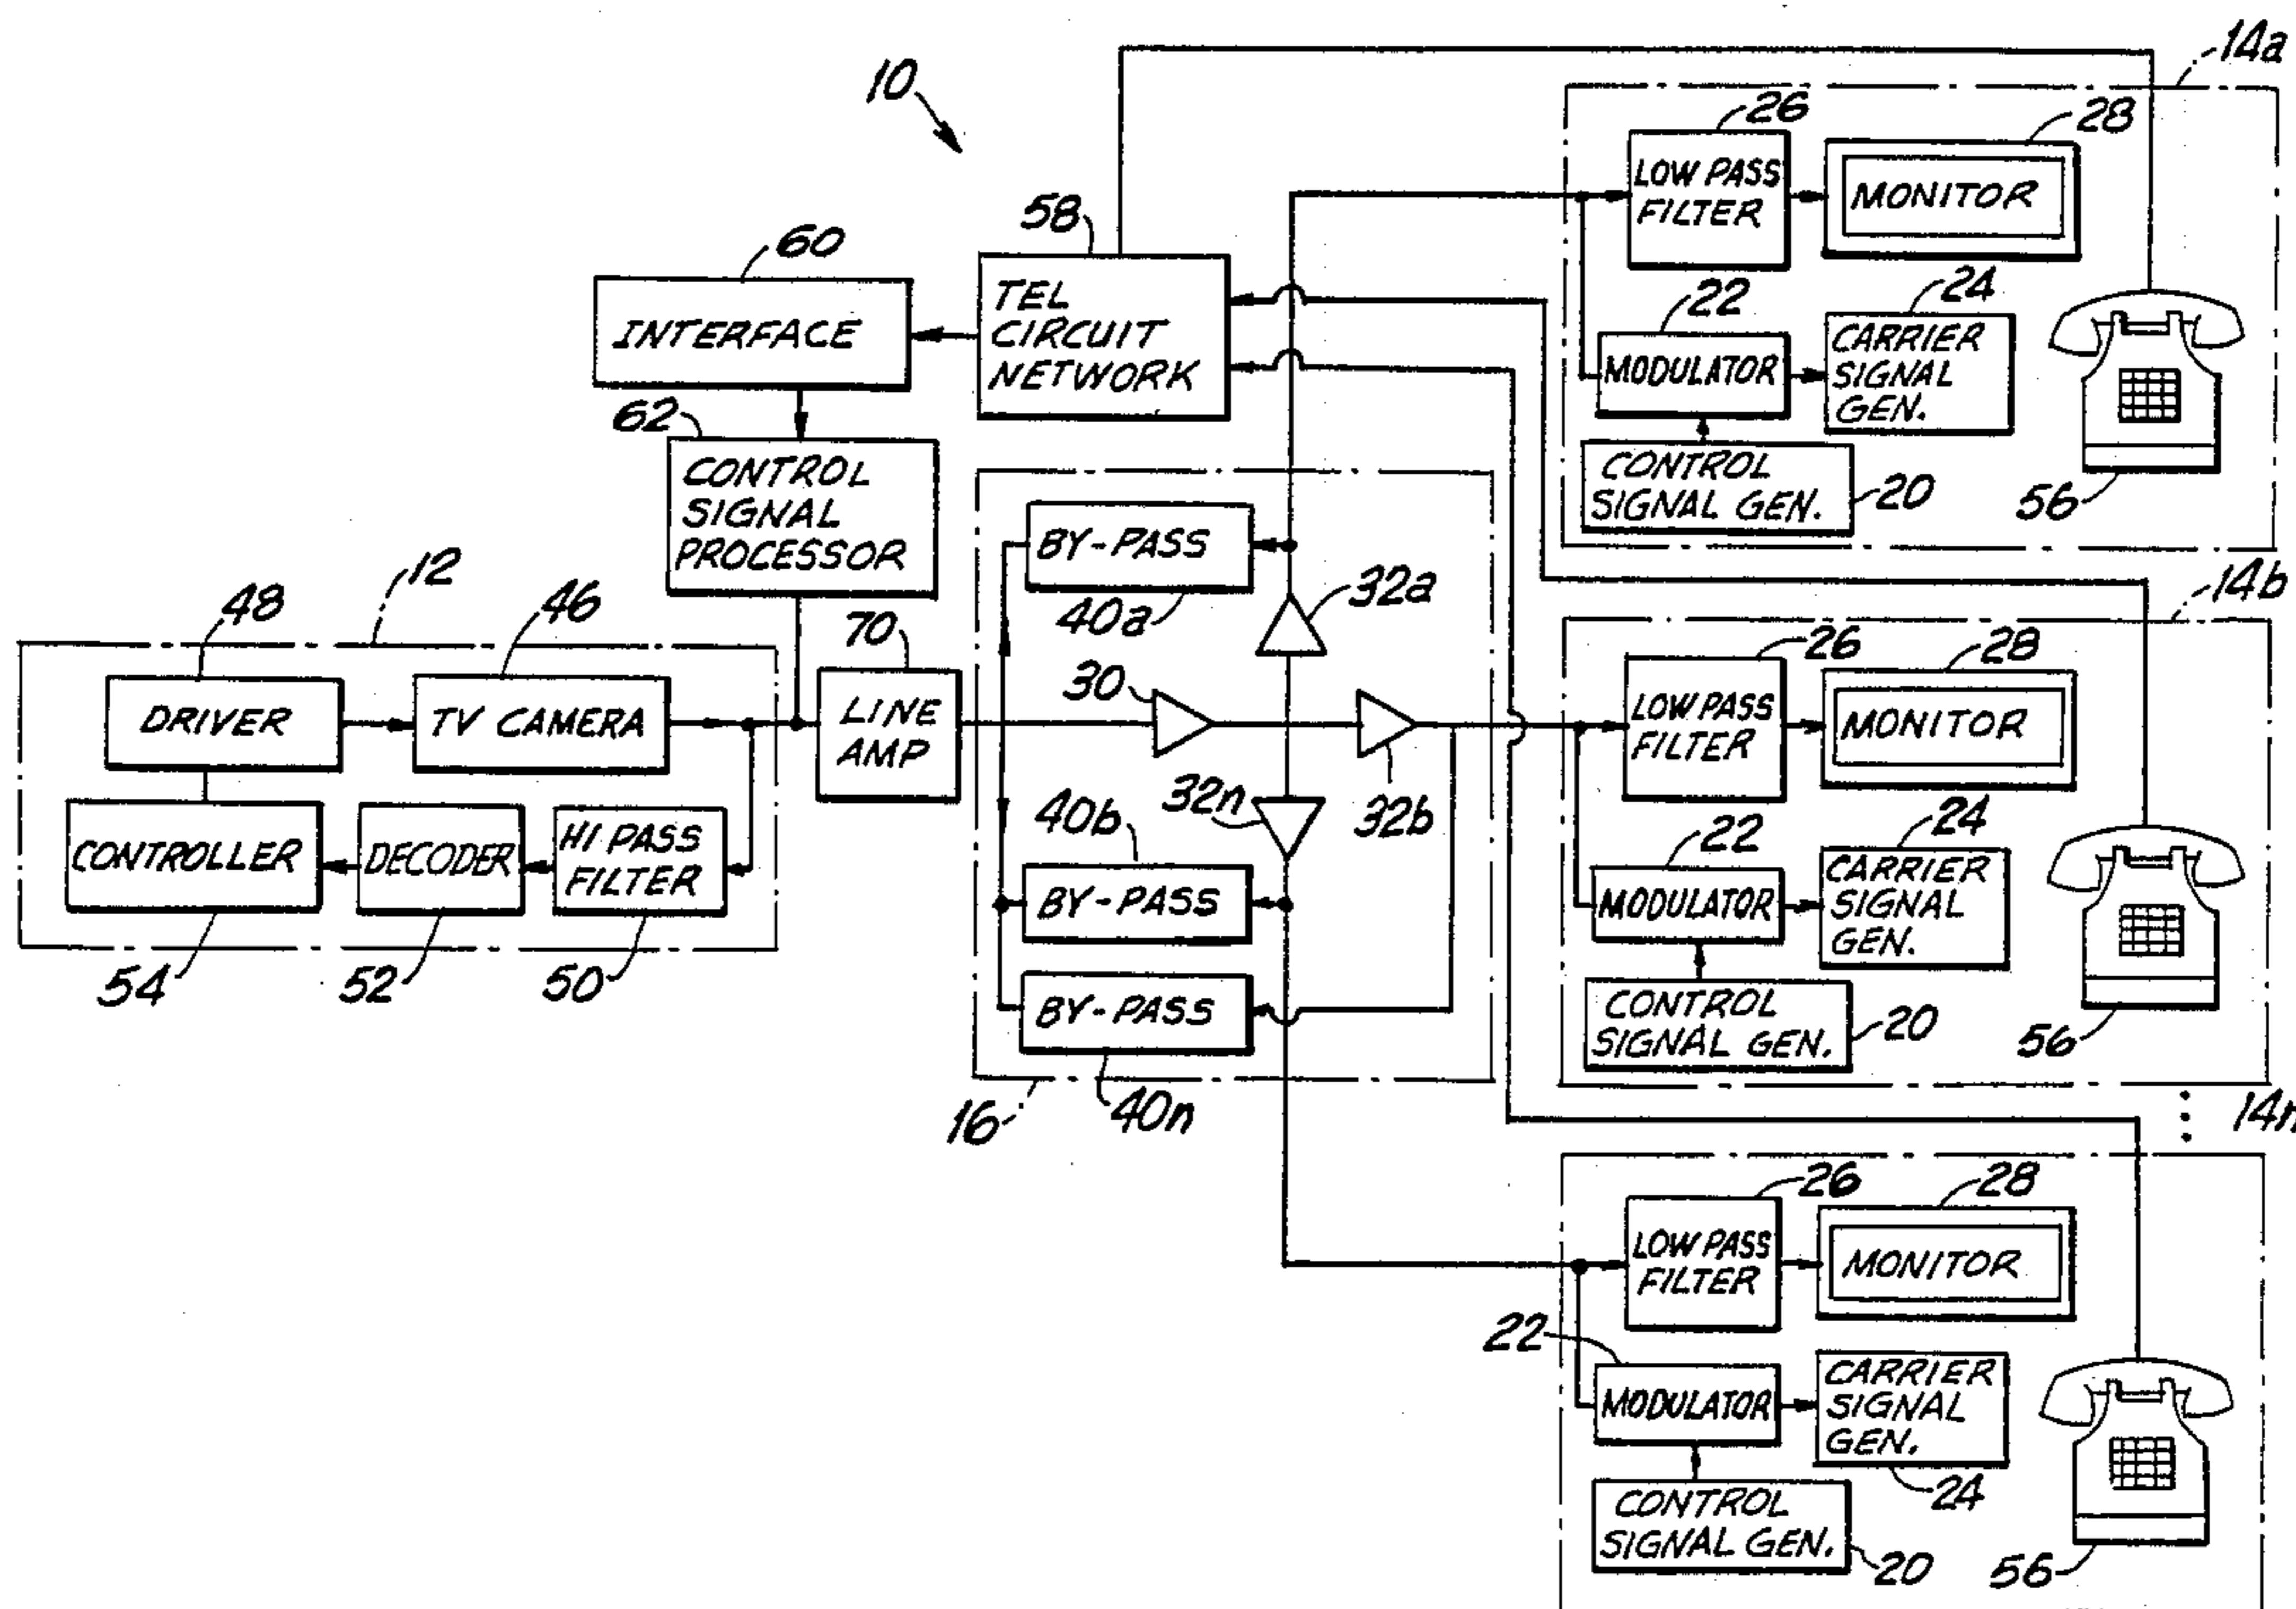 10
14a
26
28
LOW PASS
FILTER
MONITOR
58
60
TEL
CIRCUIT
NETWORK
INTERFACE
22
24
MODULATOR
CARRIER
SIGNAL
GEN.
62
CONTROL
SIGNAL
PROCESSOR
CONTROL
SIGNAL GEN.
20
56
BY-PASS
40a
32a
12
48
46
70
14b
DRIVER
TV CAMERA
LINE
AMP
30
32b
26
28
LOW PASS
FILTER
MONITOR
CONTROLLER
DECODER
HI PASS
FILTER
54
52
50
40b
32n
BY-PASS
BY-PASS
40n
16
22
24
MODULATOR
CARRIER
SIGNAL
GEN.
CONTROL
SIGNAL GEN.
20
56
14n
26
28
LOW PASS
FILTER
MONITOR
22
MODULATOR
CARRIER
SIGNAL
GEN.
24
CONTROL
SIGNAL GEN.
20
56